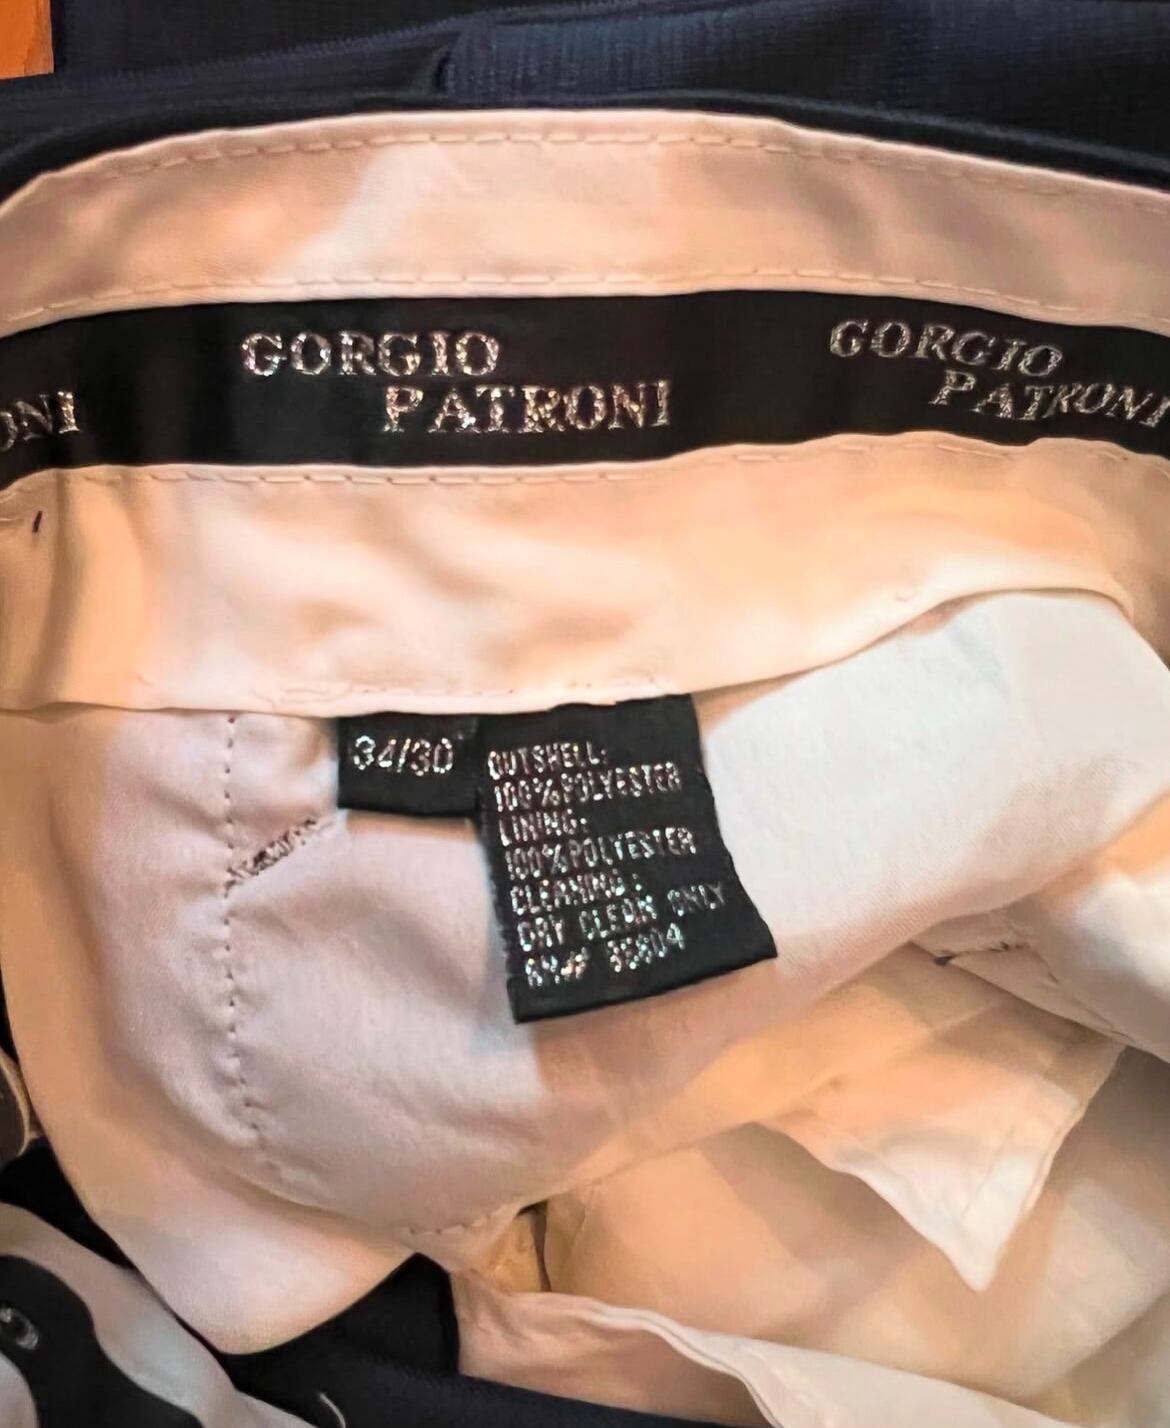 GORGIO
PATRONI
GORGIO
PATRONI
ONI
34/30
OUTSHELL:
100%POLYESTER
LINING:
100%POLYESTER
CLEANING:
DRY CLEAN ONLY